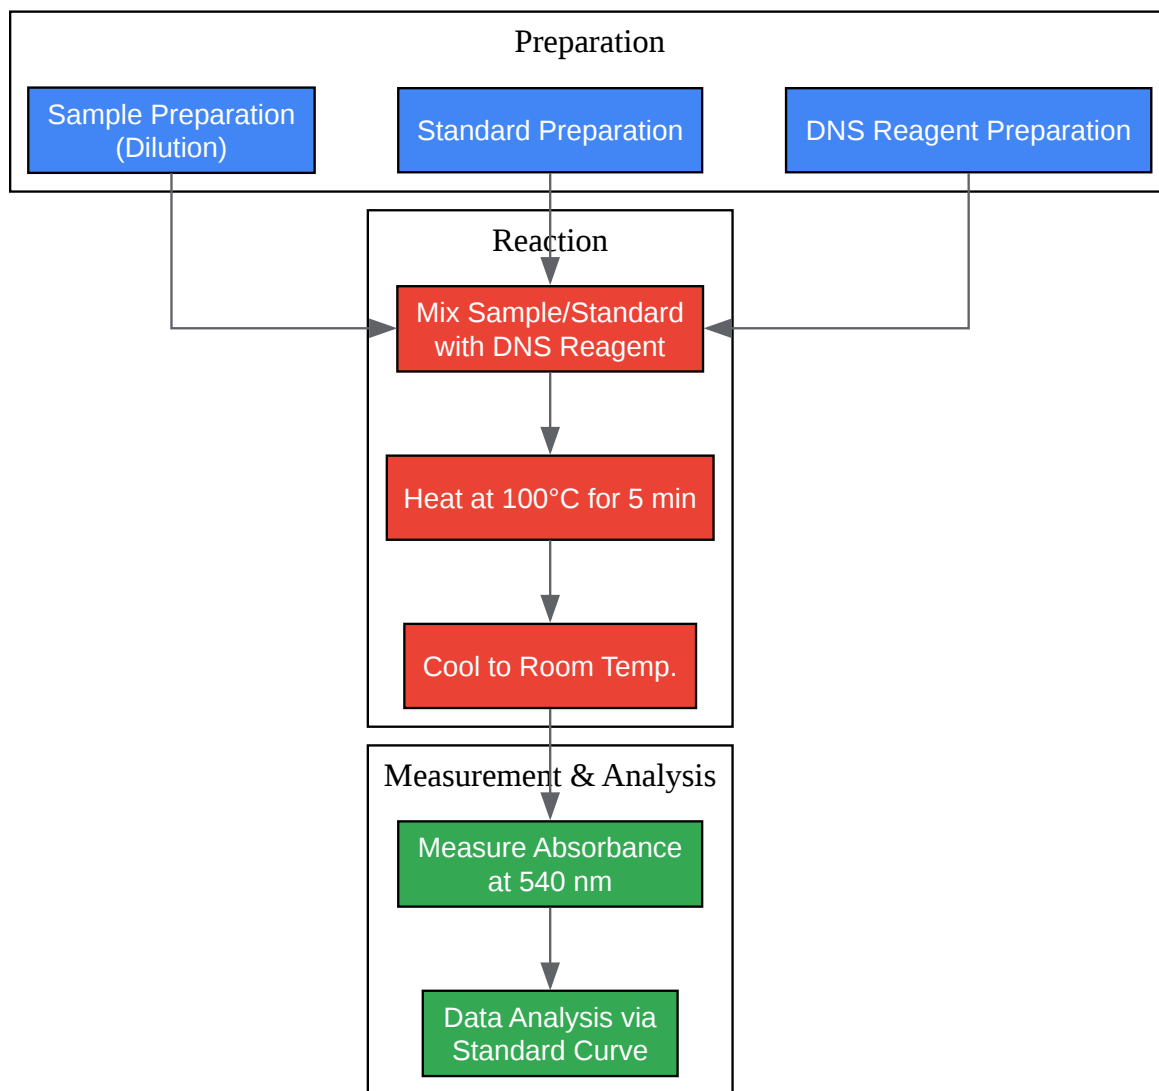 Preparation
Sample Preparation
(Dilution)
Standard Preparation
DNS Reagent Preparation
Reaction
Mix Sample/Standard
with DNS Reagent
Heat at 100°C for 5 min
Cool to Room Temp.
Measurement & Analysis
Measure Absorbance
at 540 nm
Data Analysis via
Standard Curve